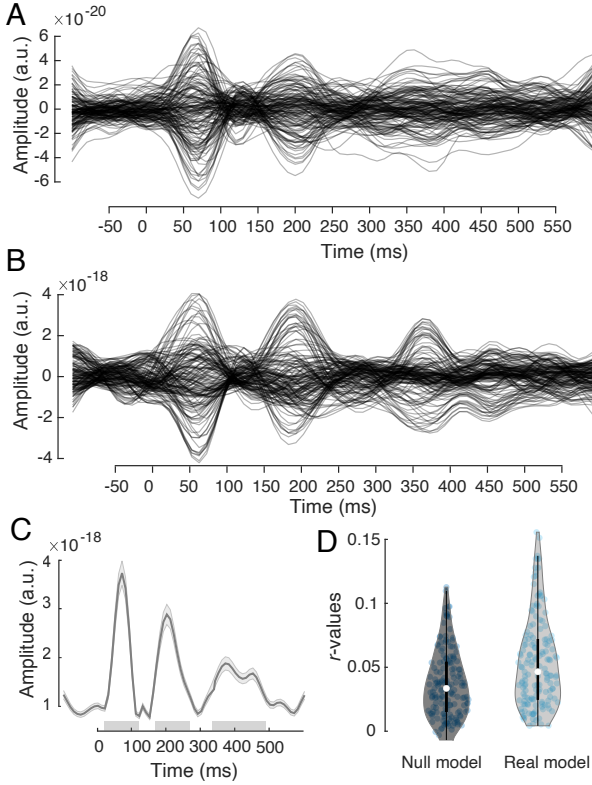 A
×10⁻²⁰
6
4
2
0
-2
-4
-6
Amplitude (a.u.)
-50 0 50 100 150 200 250 300 350 400 450 500 550
Time (ms)
B
×10⁻¹⁸
4
2
0
-2
-4
Amplitude (a.u.)
-50 0 50 100 150 200 250 300 350 400 450 500 550
Time (ms)
C
×10⁻¹⁸
4
3
2
1
Amplitude (a.u.)
0 100 200 300 400 500
Time (ms)
D
0.15
0.1
0.05
0
r-values
Null model Real model